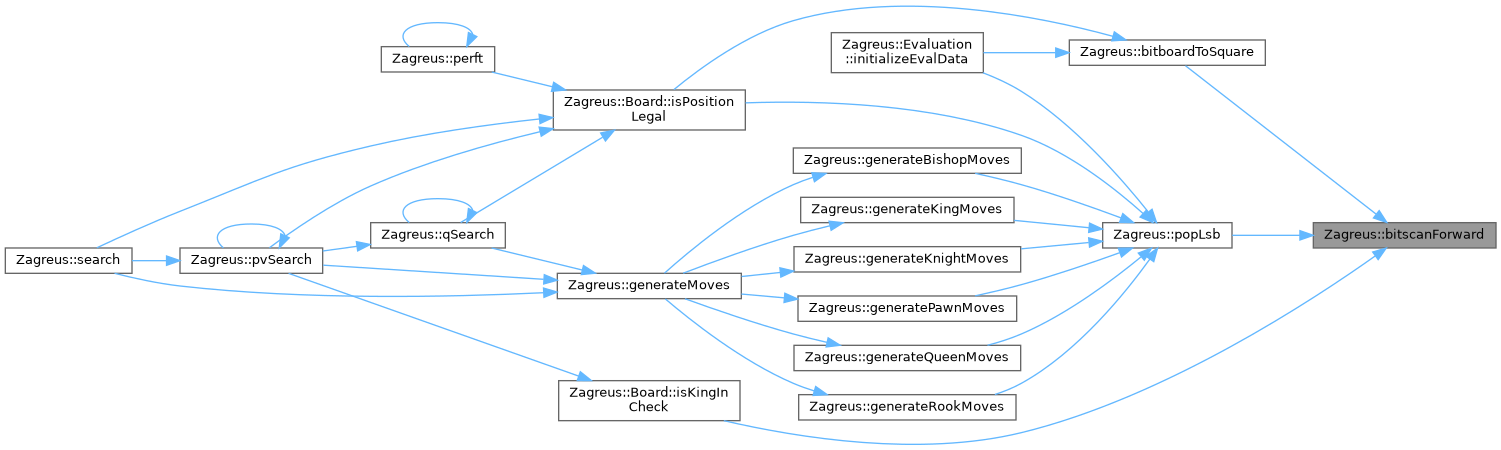 Zagreus::perft
Zagreus::Evaluation
::initializeEvalData
Zagreus::bitboardToSquare
Zagreus::Board::isPosition
Legal
Zagreus::generateBishopMoves
Zagreus::generateKingMoves
Zagreus::qSearch
Zagreus::popLsb
Zagreus::bitscanForward
Zagreus::search
Zagreus::pvSearch
Zagreus::generateKnightMoves
Zagreus::generateMoves
Zagreus::generatePawnMoves
Zagreus::generateQueenMoves
Zagreus::Board::isKingIn
Check
Zagreus::generateRookMoves